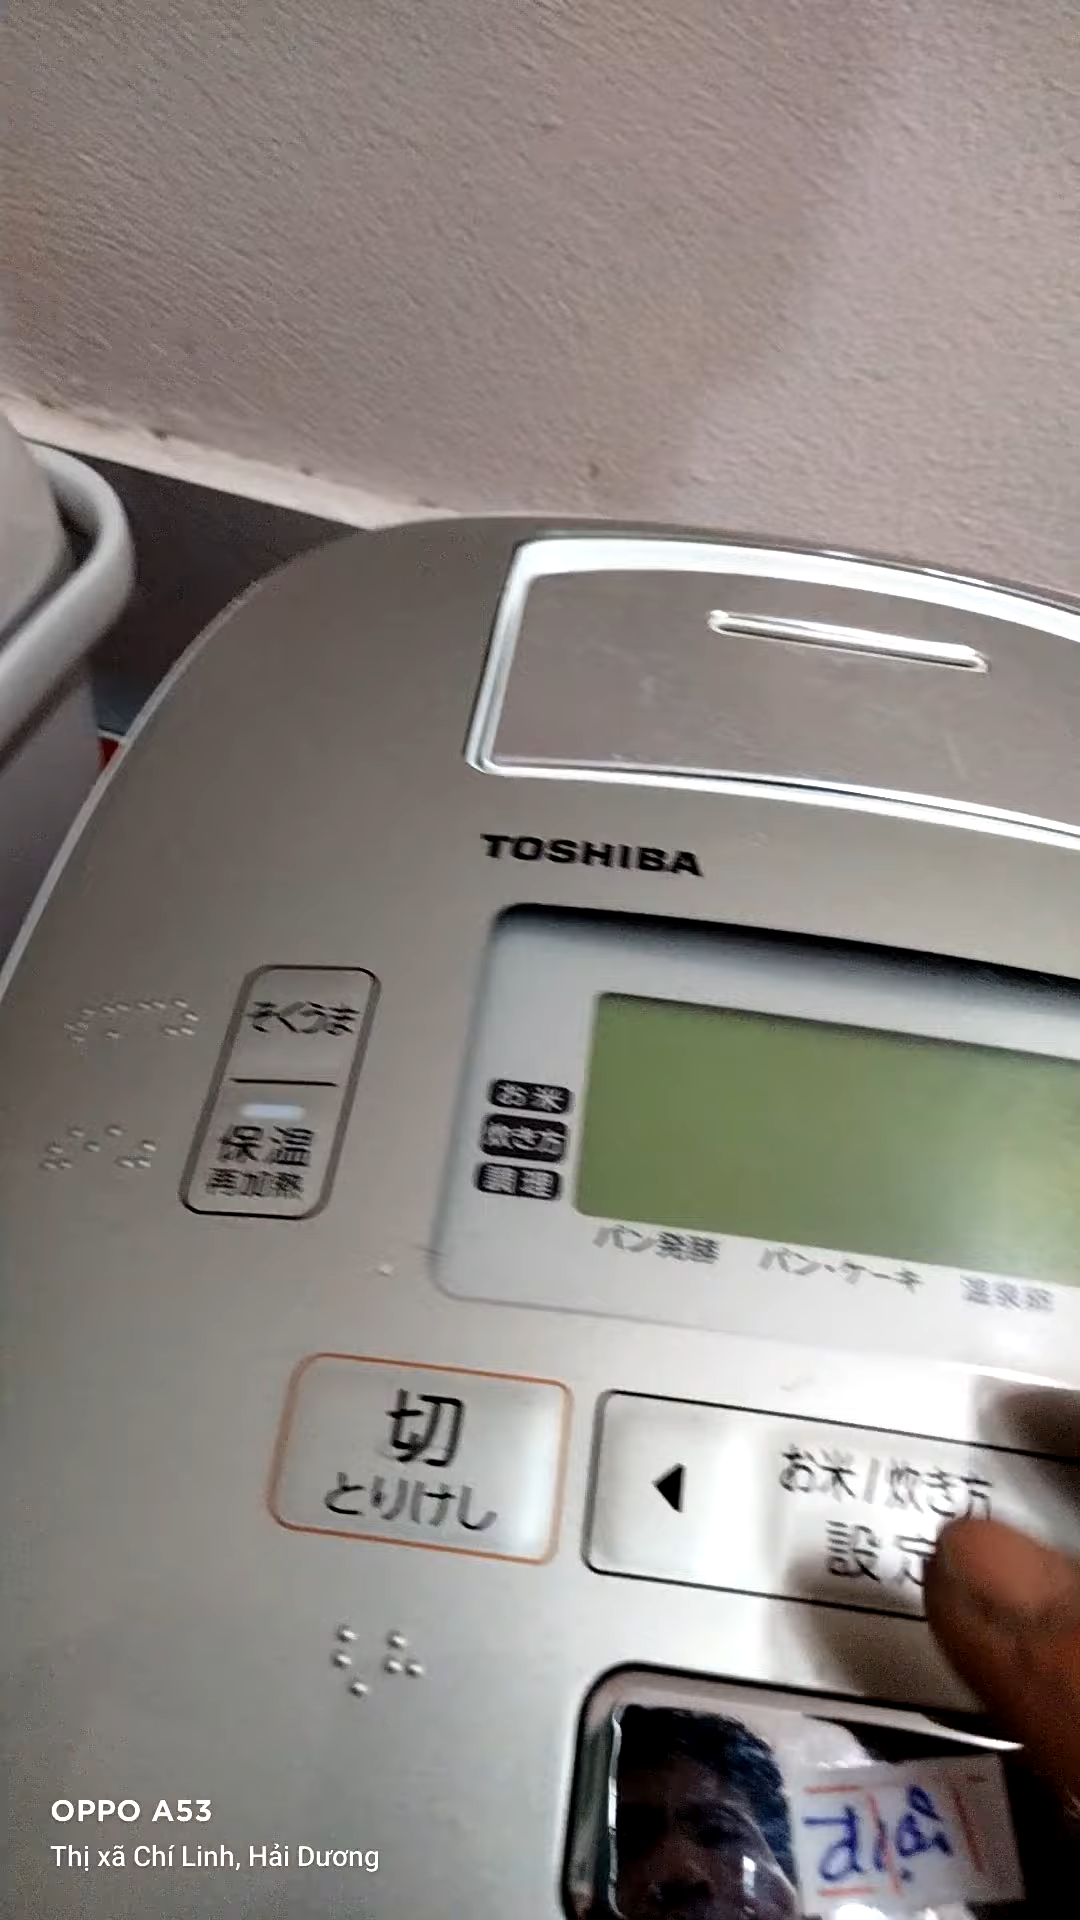 TOSHIBA
そくうま
保温
再加熱
お米
炊き方
調理
パン発酵
パン・ケーキ
切
とりけし
お米/炊き方
設定
OPPO A53
Thị xã Chí Linh, Hải Dương